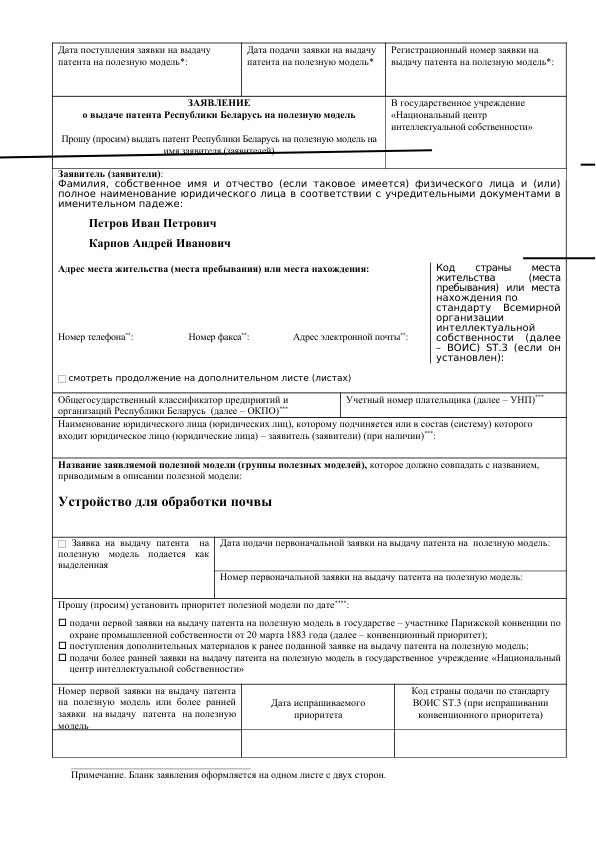 Дата поступления заявки на выдачу
патента на полезную модель*:
Дата подачи заявки на выдачу
патента на полезную модель*
Регистрационный номер заявки на
выдачу патента на полезную модель*:
ЗАЯВЛЕНИЕ
о выдаче патента Республики Беларусь на полезную модель
Прошу (просим) выдать патент Республики Беларусь на полезную модель на
имя заявителя (заявителей)
В государственное учреждение
«Национальный центр
интеллектуальной собственности»
Заявитель (заявители):
Фамилия, собственное имя и отчество (если таковое имеется) физического лица и (или)
полное наименование юридического лица в соответствии с учредительными документами в
именительном падеже:
Петров Иван Петрович
Карпов Андрей Иванович
Адрес места жительства (места пребывания) или места нахождения:
Номер телефона**:
Номер факса**:
Адрес электронной почты**:
Код страны места
жительства (места
пребывания) или места
нахождения по
стандарту Всемирной
организации
интеллектуальной
собственности (далее
– ВОИС) ST.3 (если он
установлен):
смотреть продолжение на дополнительном листе (листах)
Общегосударственный классификатор предприятий и
организаций Республики Беларусь (далее – ОКПО)***
Учетный номер плательщика (далее – УНП)***
Наименование юридического лица (юридических лиц), которому подчиняется или в состав (систему) которого
входит юридическое лицо (юридические лица) – заявитель (заявители) (при наличии)***:
Название заявляемой полезной модели (группы полезных моделей), которое должно совпадать с названием,
приводимым в описании полезной модели:
Устройство для обработки почвы
Заявка на выдачу патента на
полезную модель подается как
выделенная
Дата подачи первоначальной заявки на выдачу патента на полезную модель:
Номер первоначальной заявки на выдачу патента на полезную модель:
Прошу (просим) установить приоритет полезной модели по дате****:
подачи первой заявки на выдачу патента на полезную модель в государстве – участнике Парижской конвенции по
охране промышленной собственности от 20 марта 1883 года (далее – конвенционный приоритет);
поступления дополнительных материалов к ранее поданной заявке на выдачу патента на полезную модель;
подачи более ранней заявки на выдачу патента на полезную модель в государственное учреждение «Национальный
центр интеллектуальной собственности»
Номер первой заявки на выдачу патента
на полезную модель или более ранней
заявки на выдачу патента на полезную
модель
Дата испрашиваемого
приоритета
Код страны подачи по стандарту
ВОИС ST.3 (при испрашивании
конвенционного приоритета)
Примечание. Бланк заявления оформляется на одном листе с двух сторон.